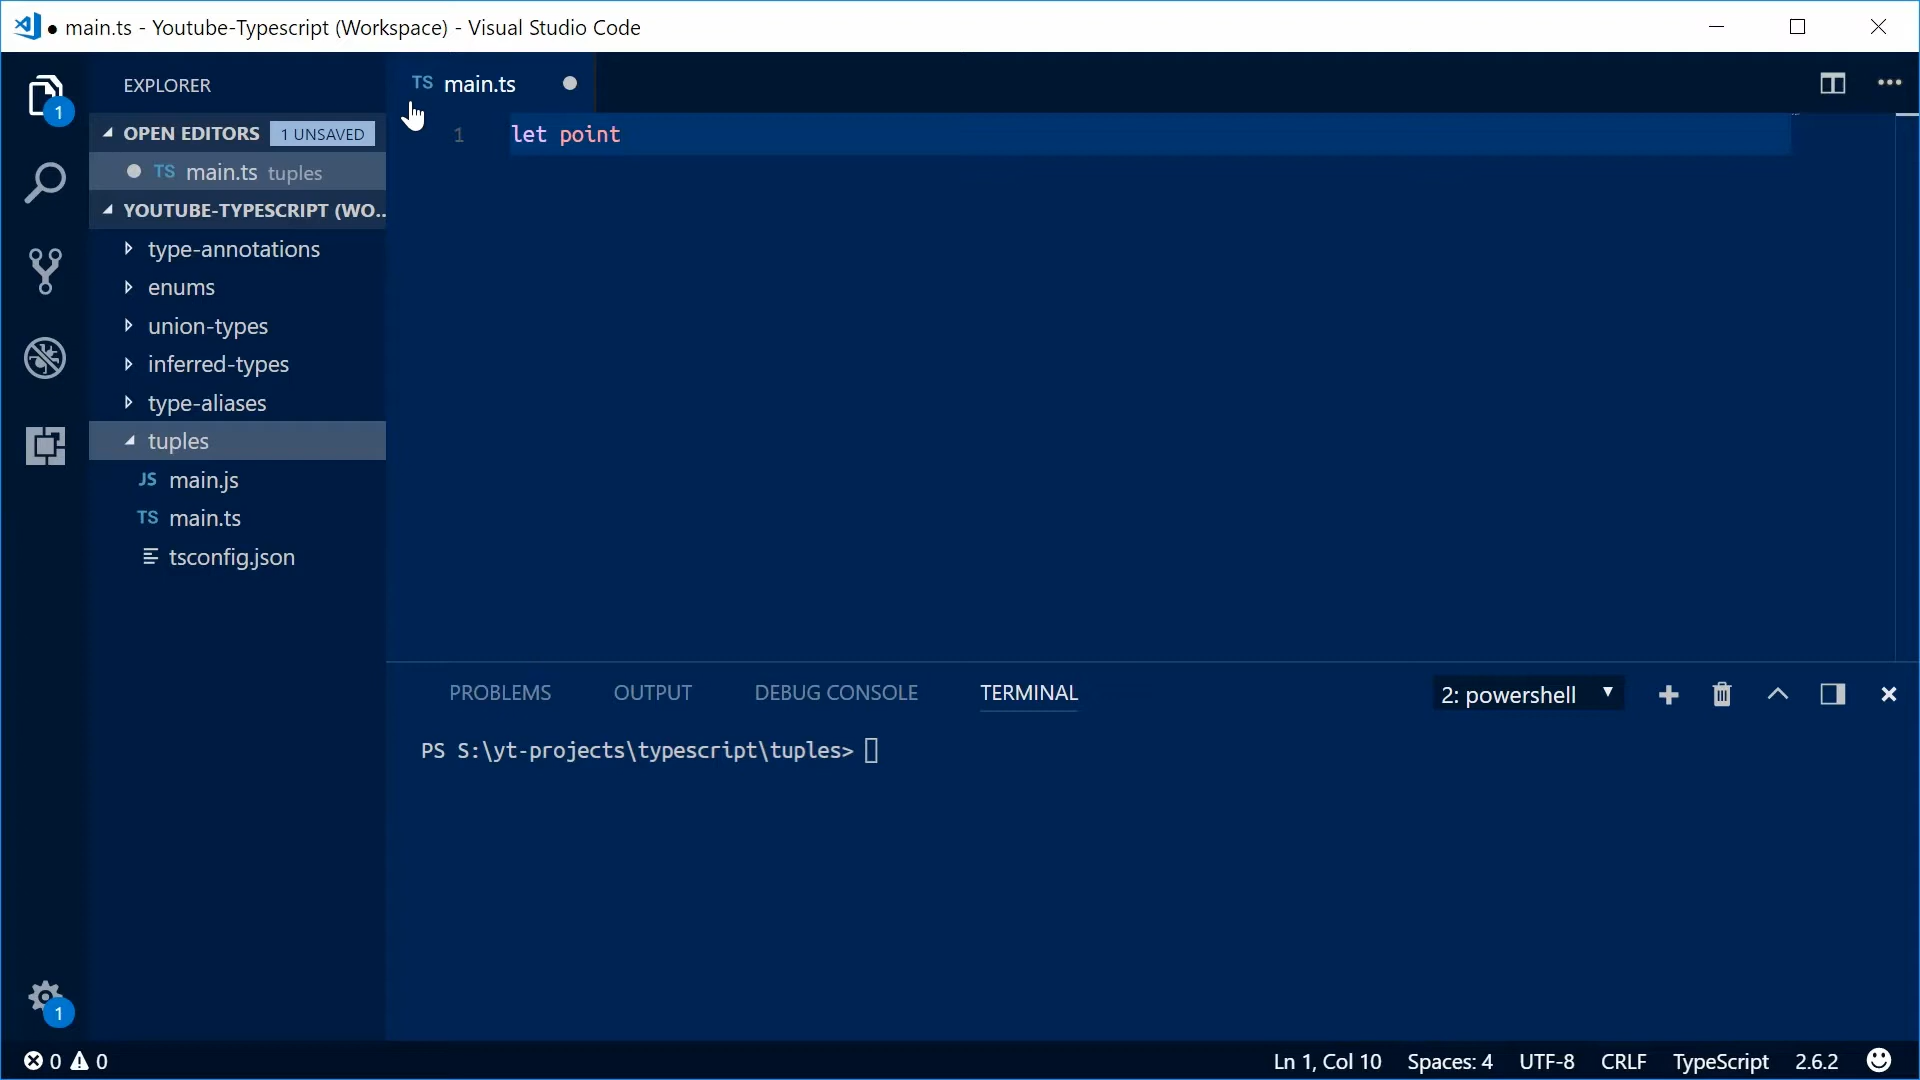 ● main.ts - Youtube-Typescript (Workspace) - Visual Studio Code
EXPLORER
OPEN EDITORS 1 UNSAVED
TS main.ts tuples
YOUTUBE-TYPESCRIPT (WO...
type-annotations
enums
union-types
inferred-types
type-aliases
tuples
JS main.js
TS main.ts
tsconfig.json
1
1
TS main.ts
1 let point
PROBLEMS OUTPUT DEBUG CONSOLE TERMINAL 2: powershell
PS S:\yt-projects\typescript\tuples>
0 0 Ln 1, Col 10 Spaces: 4 UTF-8 CRLF TypeScript 2.6.2